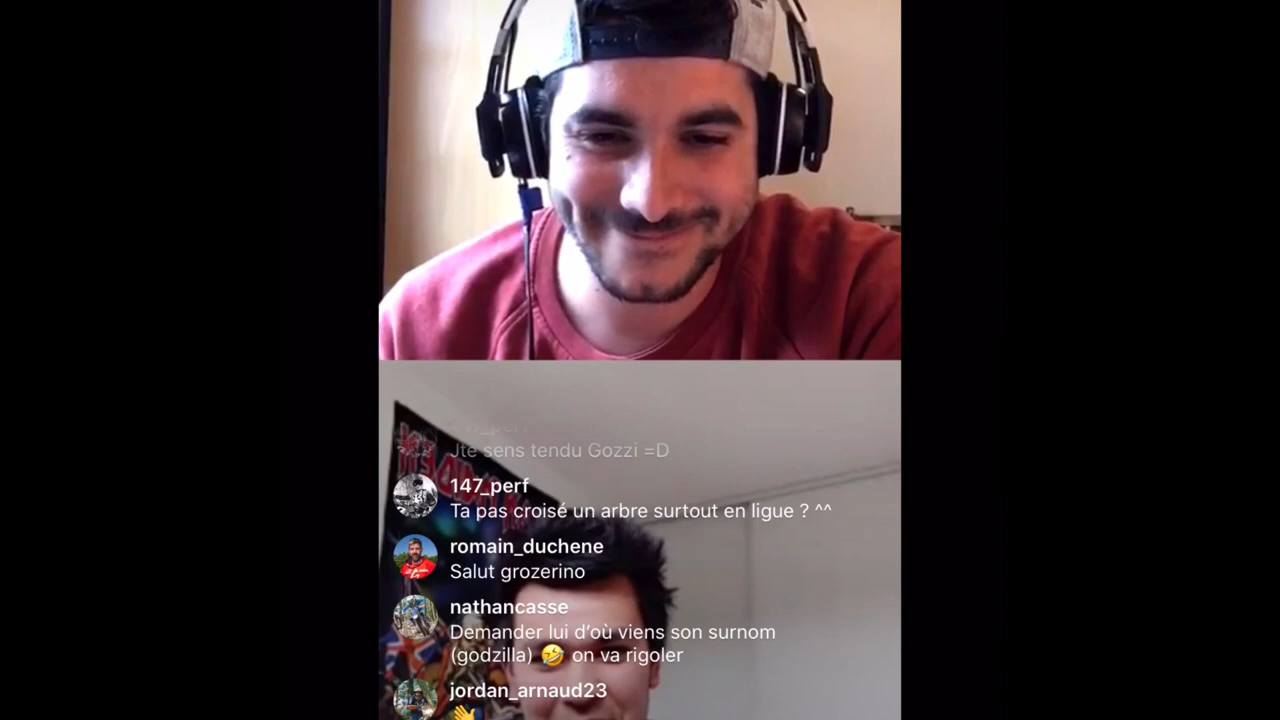 Jte sens tendu Gozzi =D
147_perf
Ta pas croisé un arbre surtout en ligue ? ^^
romain_duchene
Salut grozerino
nathancasse
Demander lui d’où viens son surnom
(godzilla) 🤣 on va rigoler
jordan_arnaud23
👋